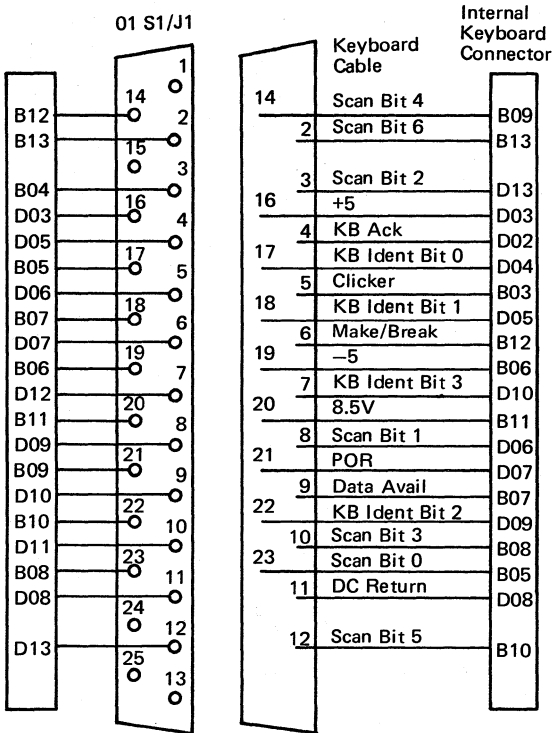 01 S1/J1
Internal
Keyboard
Connector
Keyboard
Cable
1
14
B12
14 Scan Bit 4 B09
2
B13
2 Scan Bit 6 B13
15
3
B04
3 Scan Bit 2 D13
16
D03
16 +5 D03
4
D05
4 KB Ack D02
17
B05
17 KB Ident Bit 0 D04
5
D06
5 Clicker B03
18
B07
18 KB Ident Bit 1 D05
6
D07
6 Make/Break B12
19
B06
19 –5 B06
7
D12
7 KB Ident Bit 3 D10
20
B11
20 8.5V B11
8
D09
8 Scan Bit 1 D06
21
B09
21 POR D07
9
D10
9 Data Avail B07
22
B10
22 KB Ident Bit 2 D09
10
D11
10 Scan Bit 3 B08
23
B08
23 Scan Bit 0 B05
11
D08
11 DC Return D08
24
12
D13
12 Scan Bit 5 B10
25
13